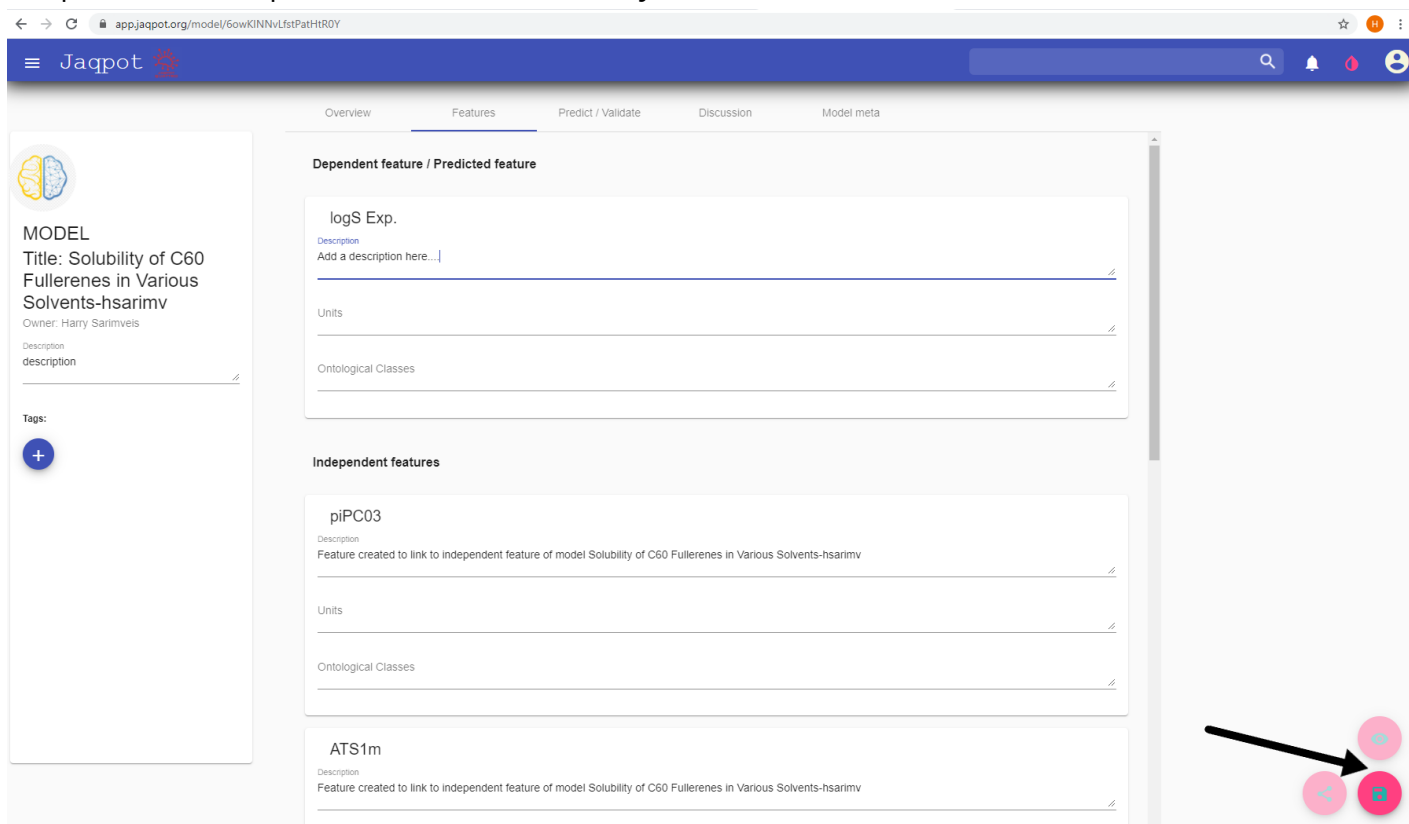 app.jaqpot.org/model/6owKINNvLfstPatHtR0Y
H
Jaqpot
Overview Features Predict / Validate Discussion Model meta
MODEL
Title: Solubility of C60
Fullerenes in Various
Solvents-hsarimv
Owner: Harry Sarimveis
Description
description
Tags:
+
Dependent feature / Predicted feature
logS Exp.
Description
Add a description here....
Units
Ontological Classes
Independent features
piPC03
Description
Feature created to link to independent feature of model Solubility of C60 Fullerenes in Various Solvents-hsarimv
Units
Ontological Classes
ATS1m
Description
Feature created to link to independent feature of model Solubility of C60 Fullerenes in Various Solvents-hsarimv